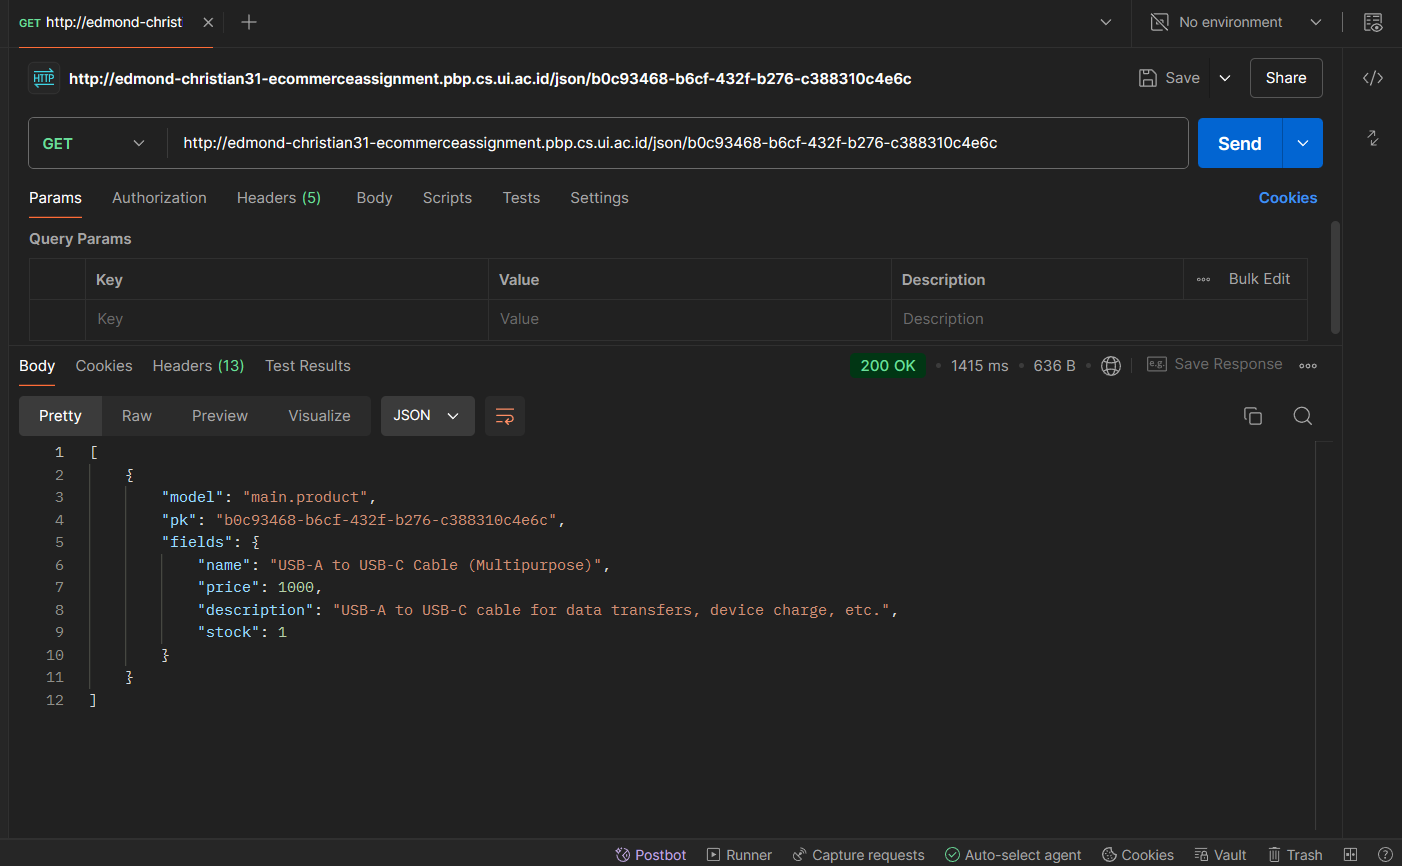 GET http://edmond-christ
No environment
HTTP http://edmond-christian31-ecommerceassignment.pbp.cs.ui.ac.id/json/b0c93468-b6cf-432f-b276-c388310c4e6c Save Share
GET http://edmond-christian31-ecommerceassignment.pbp.cs.ui.ac.id/json/b0c93468-b6cf-432f-b276-c388310c4e6c Send
Params Authorization Headers (5) Body Scripts Tests Settings Cookies
Query Params
Key Value Description Bulk Edit
Key Value Description
Body Cookies Headers (13) Test Results 200 OK • 1415 ms • 636 B • e.g. Save Response
Pretty Raw Preview Visualize JSON
1 [
2 {
3 "model": "main.product",
4 "pk": "b0c93468-b6cf-432f-b276-c388310c4e6c",
5 "fields": {
6 "name": "USB-A to USB-C Cable (Multipurpose)",
7 "price": 1000,
8 "description": "USB-A to USB-C cable for data transfers, device charge, etc.",
9 "stock": 1
10 }
11 }
12 ]
Postbot Runner Capture requests Auto-select agent Cookies Vault Trash